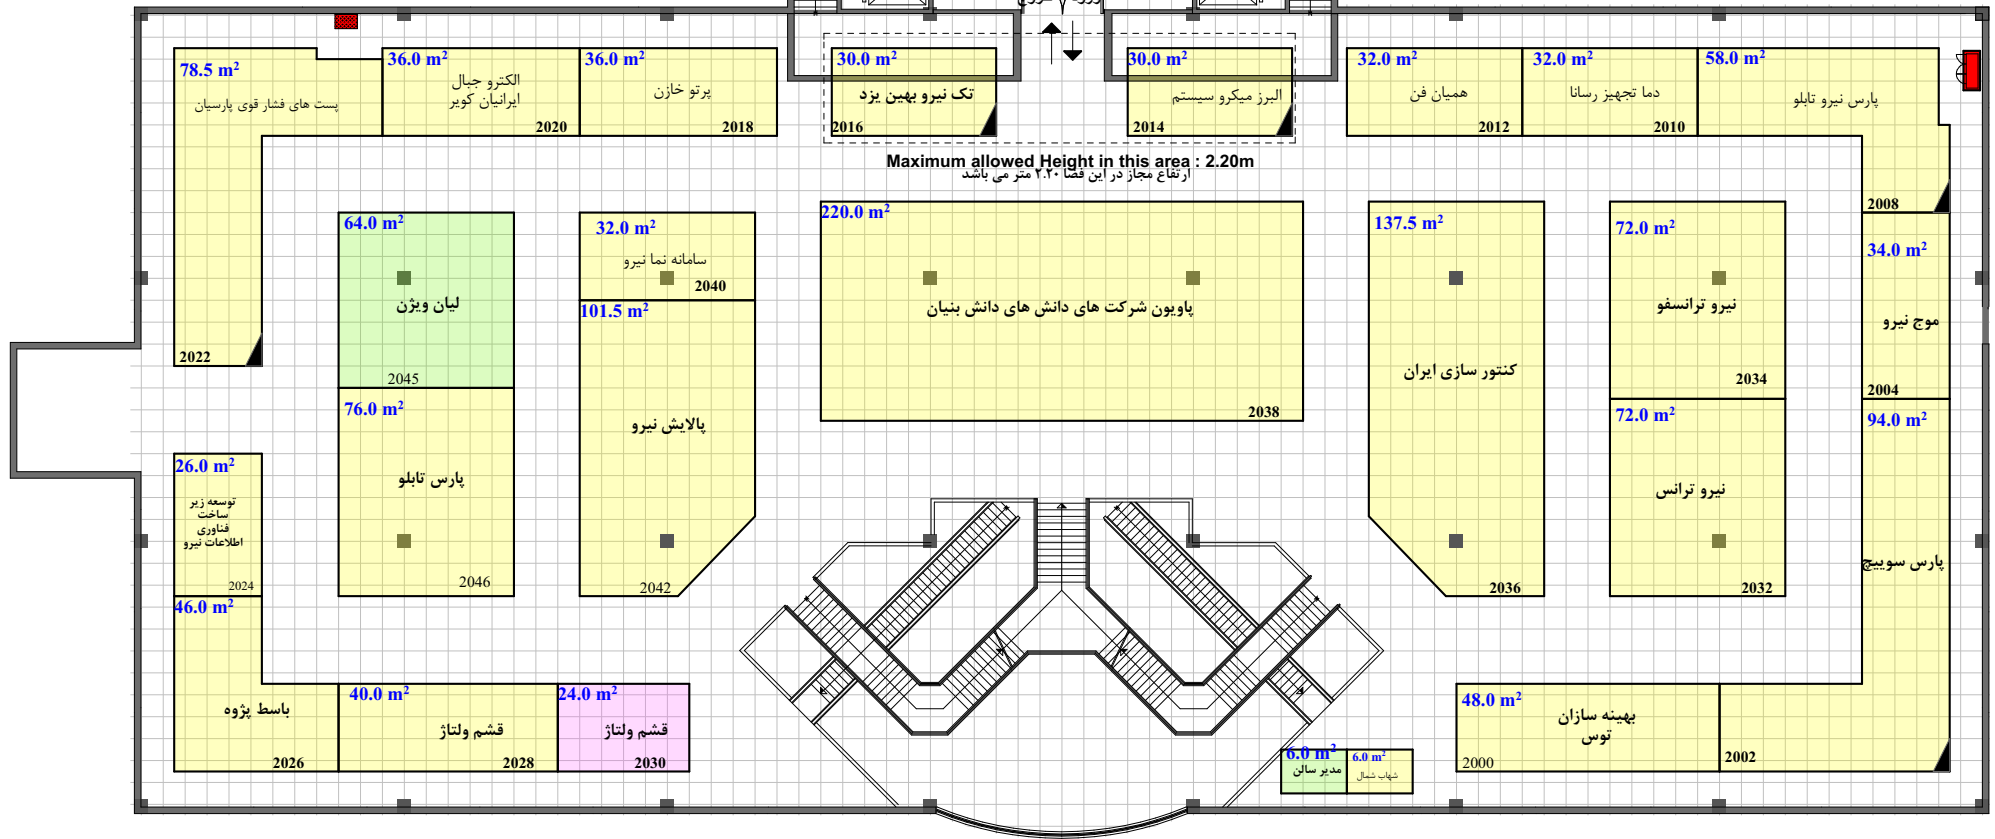 78.5 m²
پست های فشار قوی پارسیان
2022
36.0 m²
الکترو جبال
ایرانیان کویر
2020
36.0 m²
پرتو خازن
2018
30.0 m²
تک نیرو بهین یزد
2016
30.0 m²
البرز میکرو سیستم
2014
32.0 m²
همیان فن
2012
32.0 m²
دما تجهیز رسانا
2010
58.0 m²
پارس نیرو تابلو
2008
Maximum allowed Height in this area : 2.20m
ارتفاع مجاز در این فضا ۲.۲۰ متر می باشد
64.0 m²
لیان ویژن
2045
32.0 m²
سامانه نما نیرو
2040
101.5 m²
پالایش نیرو
2042
220.0 m²
پاویون شرکت های دانش های دانش بنیان
2038
137.5 m²
کنتور سازی ایران
2036
72.0 m²
نیرو ترانسفو
2034
34.0 m²
موج نیرو
2004
76.0 m²
پارس تابلو
2046
72.0 m²
نیرو ترانس
2032
94.0 m²
پارس سوییچ
2002
26.0 m²
توسعه زیر
ساخت
فناوری
اطلاعات نیرو
2024
46.0 m²
باسط پژوه
2026
40.0 m²
قشم ولتاژ
2028
24.0 m²
قشم ولتاژ
2030
6.0 m²
مدیر سالن
6.0 m²
شهاب شمال
48.0 m²
بهینه سازان
توس
2000